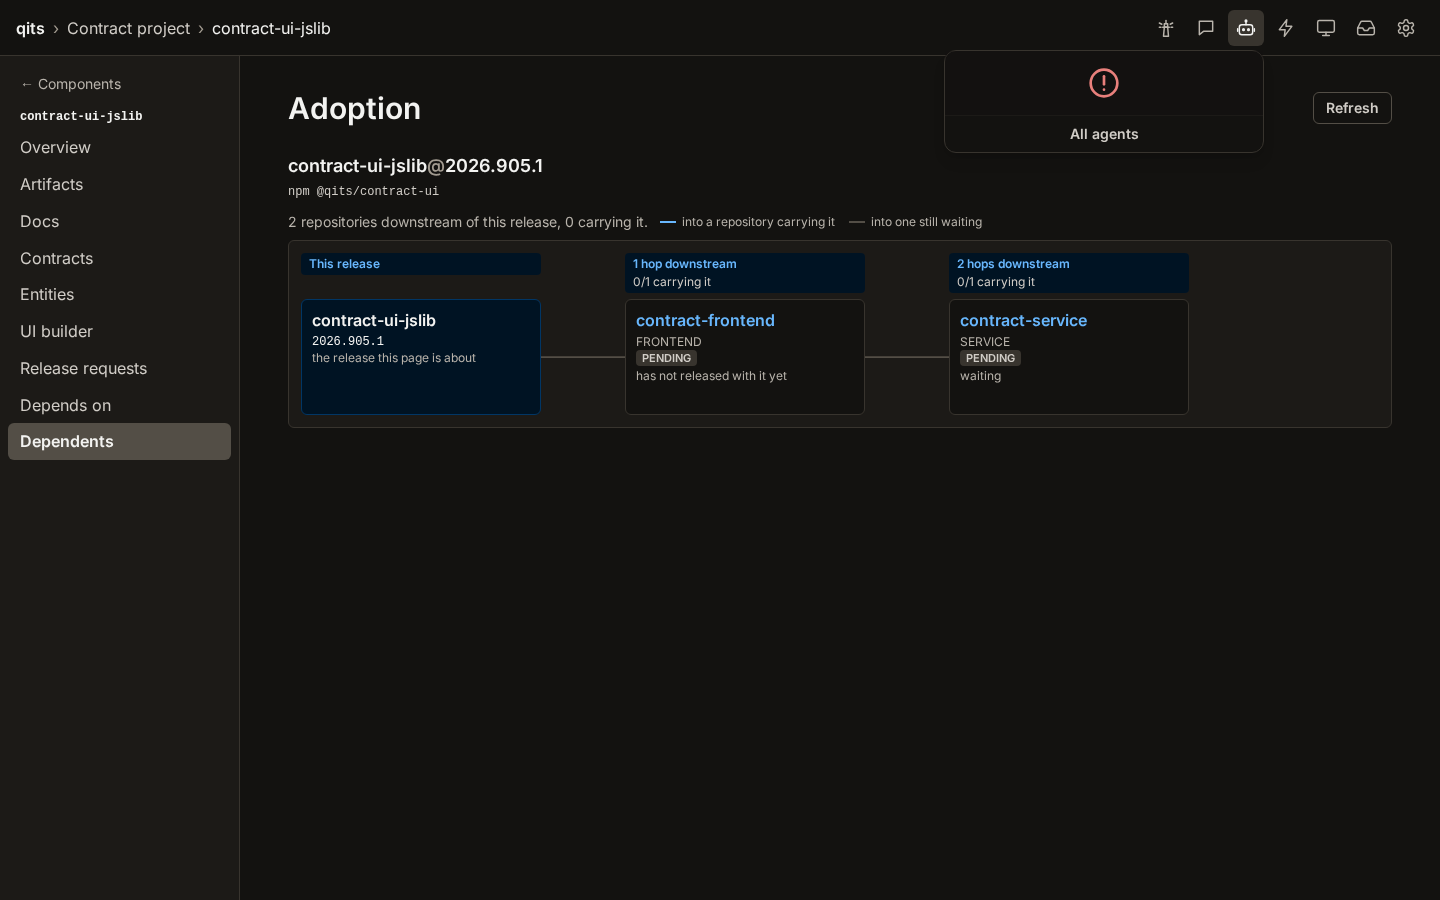 qits › Contract project › contract-ui-jslib
← Components
contract-ui-jslib
Overview
Artifacts
Docs
Contracts
Entities
UI builder
Release requests
Depends on
Dependents
All agents
Adoption
Refresh
contract-ui-jslib@2026.905.1
npm @qits/contract-ui
2 repositories downstream of this release, 0 carrying it. into a repository carrying it into one still waiting
This release
contract-ui-jslib
2026.905.1
the release this page is about
1 hop downstream
0/1 carrying it
contract-frontend
FRONTEND
PENDING
has not released with it yet
2 hops downstream
0/1 carrying it
contract-service
SERVICE
PENDING
waiting